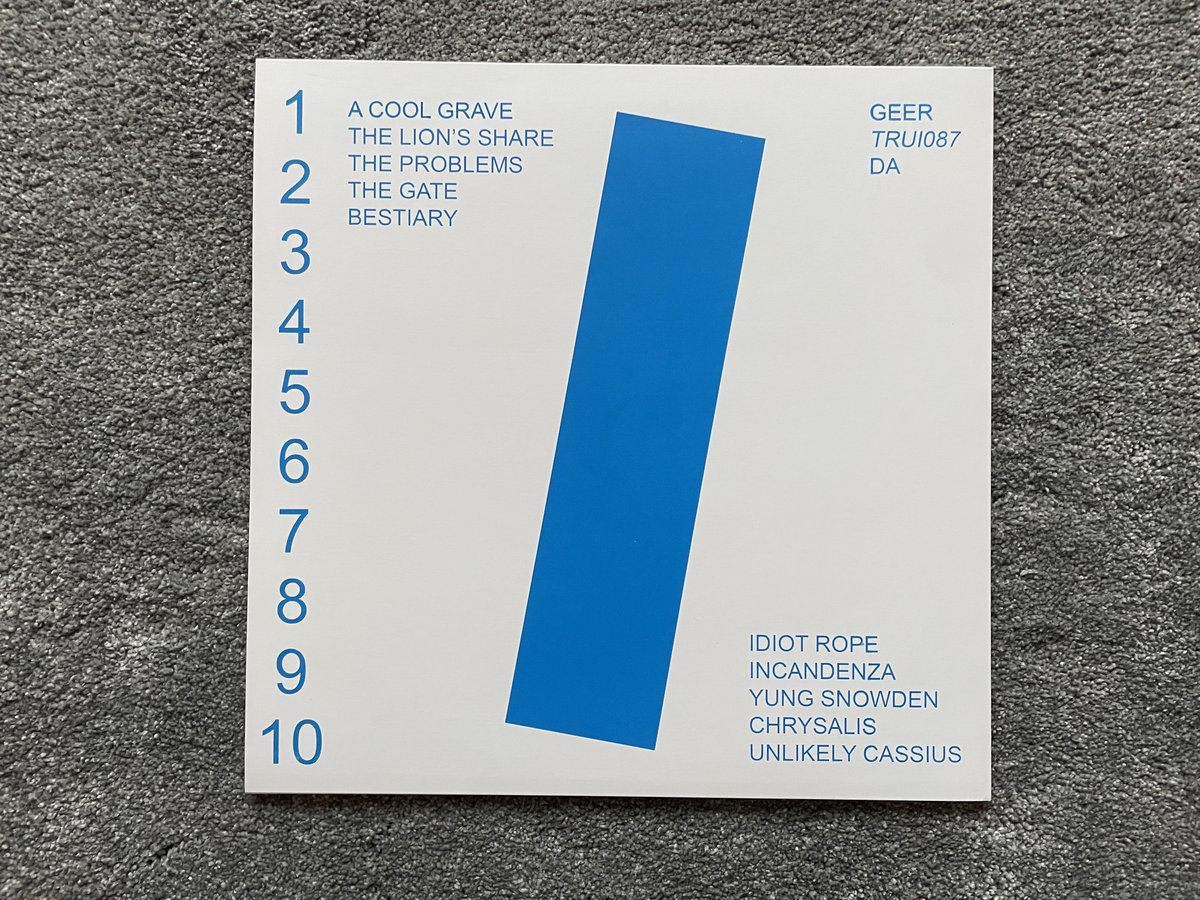 1
2
3
4
5
6
7
8
9
10
A COOL GRAVE
THE LION'S SHARE
THE PROBLEMS
THE GATE
BESTIARY
GEER
TRUI087
DA
IDIOT ROPE
INCANDENZA
YUNG SNOWDEN
CHRYSALIS
UNLIKELY CASSIUS